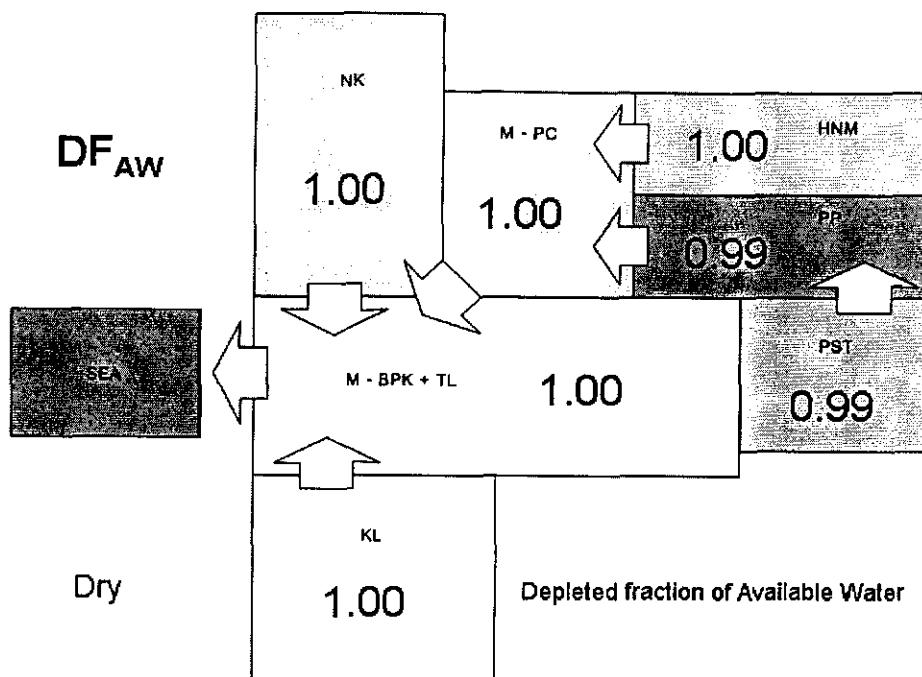 NK
DF AW
M - PC
HNM
1.00
1.00
1.00
PP
0.99
SEA
M - BPK + TL
1.00
PST
0.99
KL
Dry
1.00
Depleted fraction of Available Water